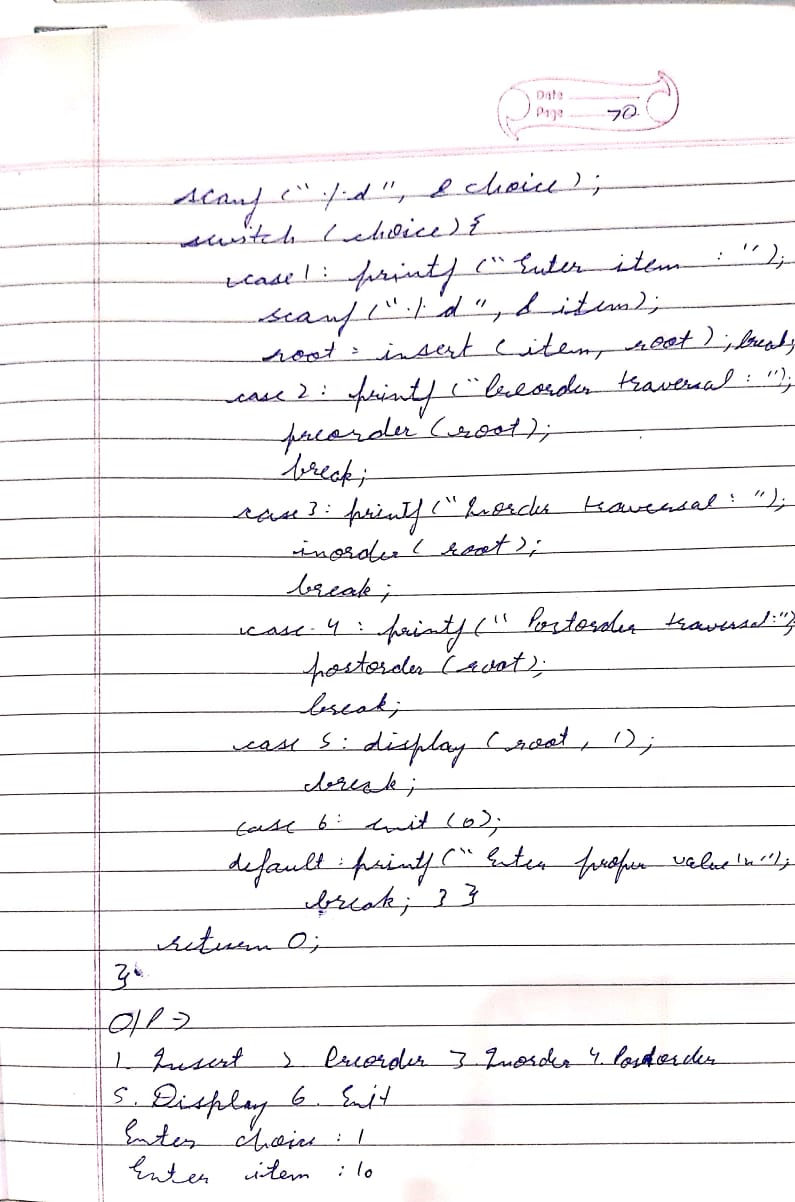 Date
Page 70
scanf ("%d", &choice);
switch (choice) {
case 1: printf ("Enter item : ");
scanf ("%d", &item);
root = insert (item, root); break;
case 2: printf ("Preorder traversal : ");
preorder (root);
break;
case 3: printf ("Inorder traversal : ");
inorder (root);
break;
case 4 : printf ("Postorder traversal:")
postorder (root);
break;
case 5: display (root, 1);
break;
case 6: exit (0);
default: printf ("Enter proper value\n");
break; } }
return 0;
}
O/P →
1. Insert 2 Preorder 3. Inorder 4. Postorder
5. Display 6. Exit
Enter choice : 1
Enter item : 10